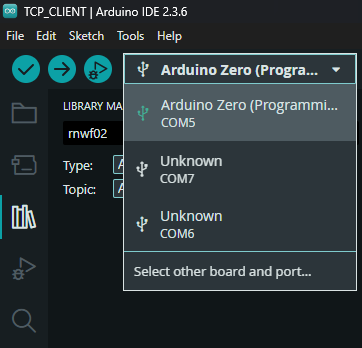 TCP_CLIENT | Arduino IDE 2.3.6
File Edit Sketch Tools Help
Arduino Zero (Progra...
LIBRARY MA
Arduino Zero (Programmi...
COM5
rnwf02
Type: A
Unknown
COM7
Topic: A
Unknown
COM6
Select other board and port...